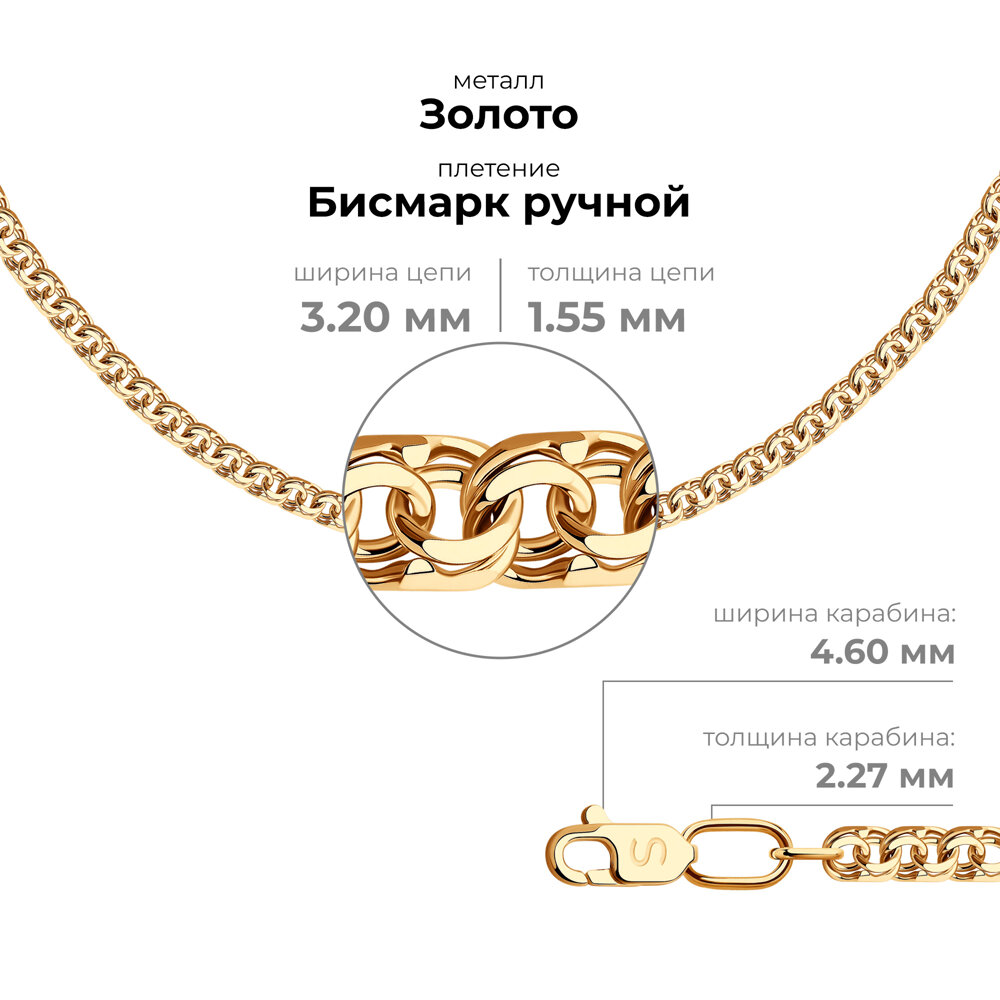 металл
Золото
плетение
Бисмарк ручной
ширина цепи
3.20 мм
толщина цепи
1.55 мм
ширина карабина:
4.60 мм
толщина карабина:
2.27 мм
S